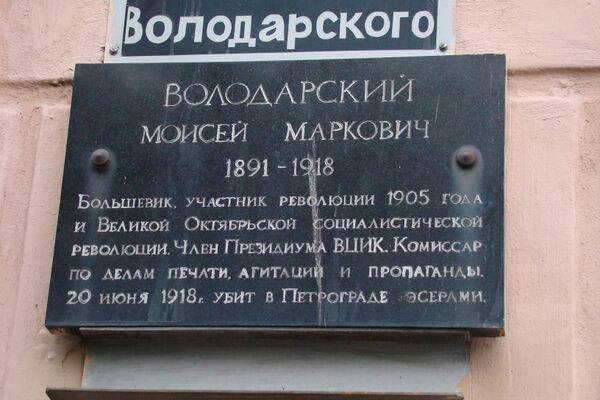 Володарского
ВОЛОДАРСКИЙ
МОИСЕЙ МАРКОВИЧ
1891-1918
БОЛЬШЕВИК, УЧАСТНИК РЕВОЛЮЦИИ 1905 ГОДА
И ВЕЛИКОЙ ОКТЯБРЬСКОЙ СОЦИАЛИСТИЧЕСКОЙ
РЕВОЛЮЦИИ. ЧЛЕН ПРЕЗИДИУМА ВЦИК. КОМИССАР
ПО ДЕЛАМ ПЕЧАТИ, АГИТАЦИИ И ПРОПАГАНДЫ.
20 ИЮНЯ 1918г. УБИТ В ПЕТРОГРАДЕ ЭСЕРАМИ.